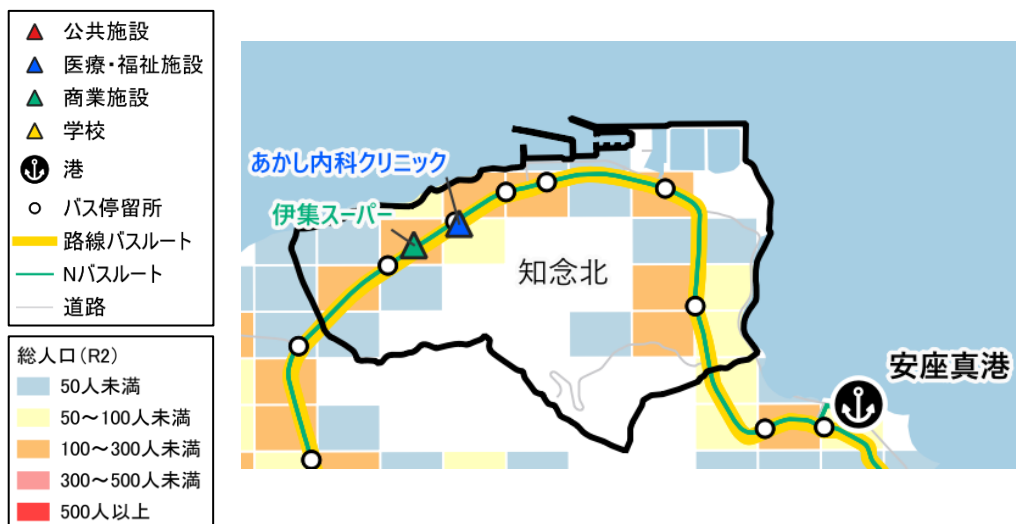 公共施設
医療・福祉施設
商業施設
学校
港
バス停留所
路線バスルート
Nバスルート
道路
総人口(R2)
50人未満
50～100人未満
100～300人未満
300～500人未満
500人以上
あかし内科クリニック
伊集スーパー
知念北
安座真港